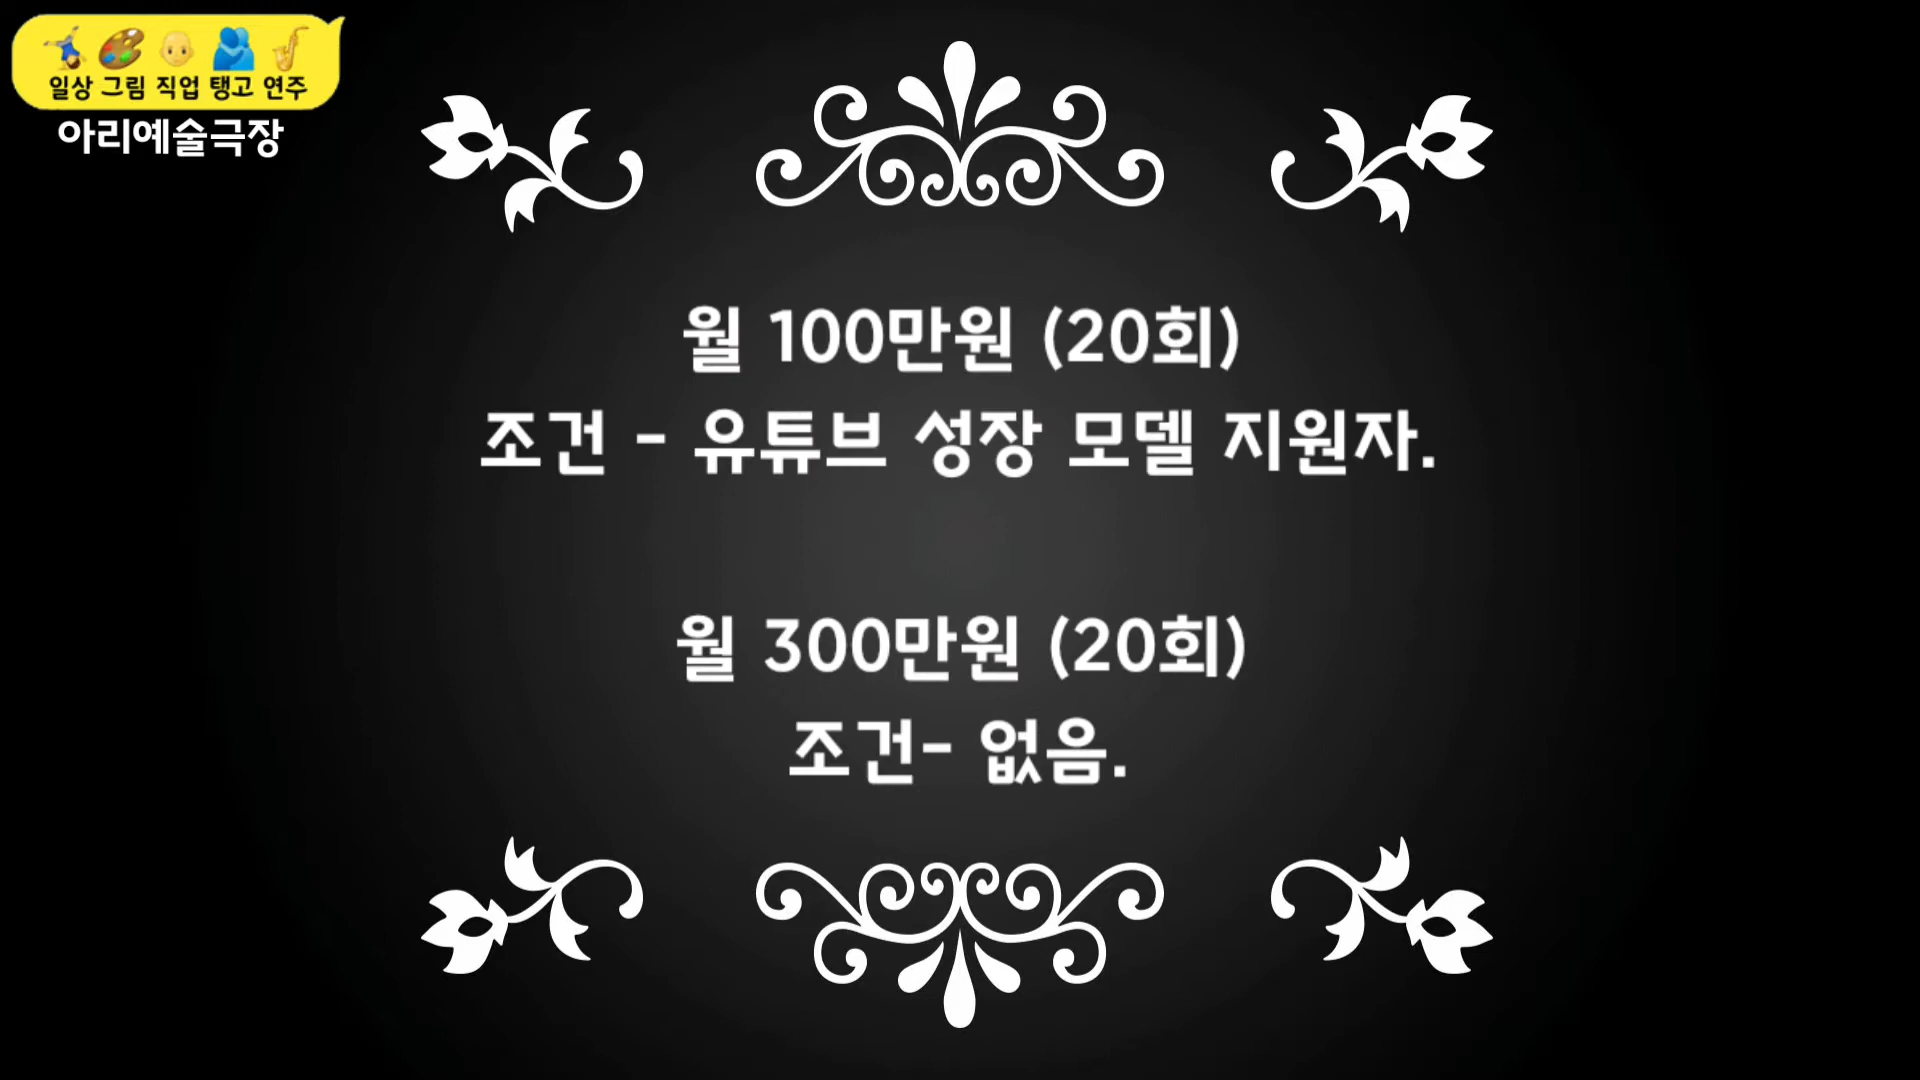 일상 그림 직업 탱고 연주
아리예술극장
월 100만원 (20회)
조건 - 유튜브 성장 모델 지원자.
월 300만원 (20회)
조건- 없음.